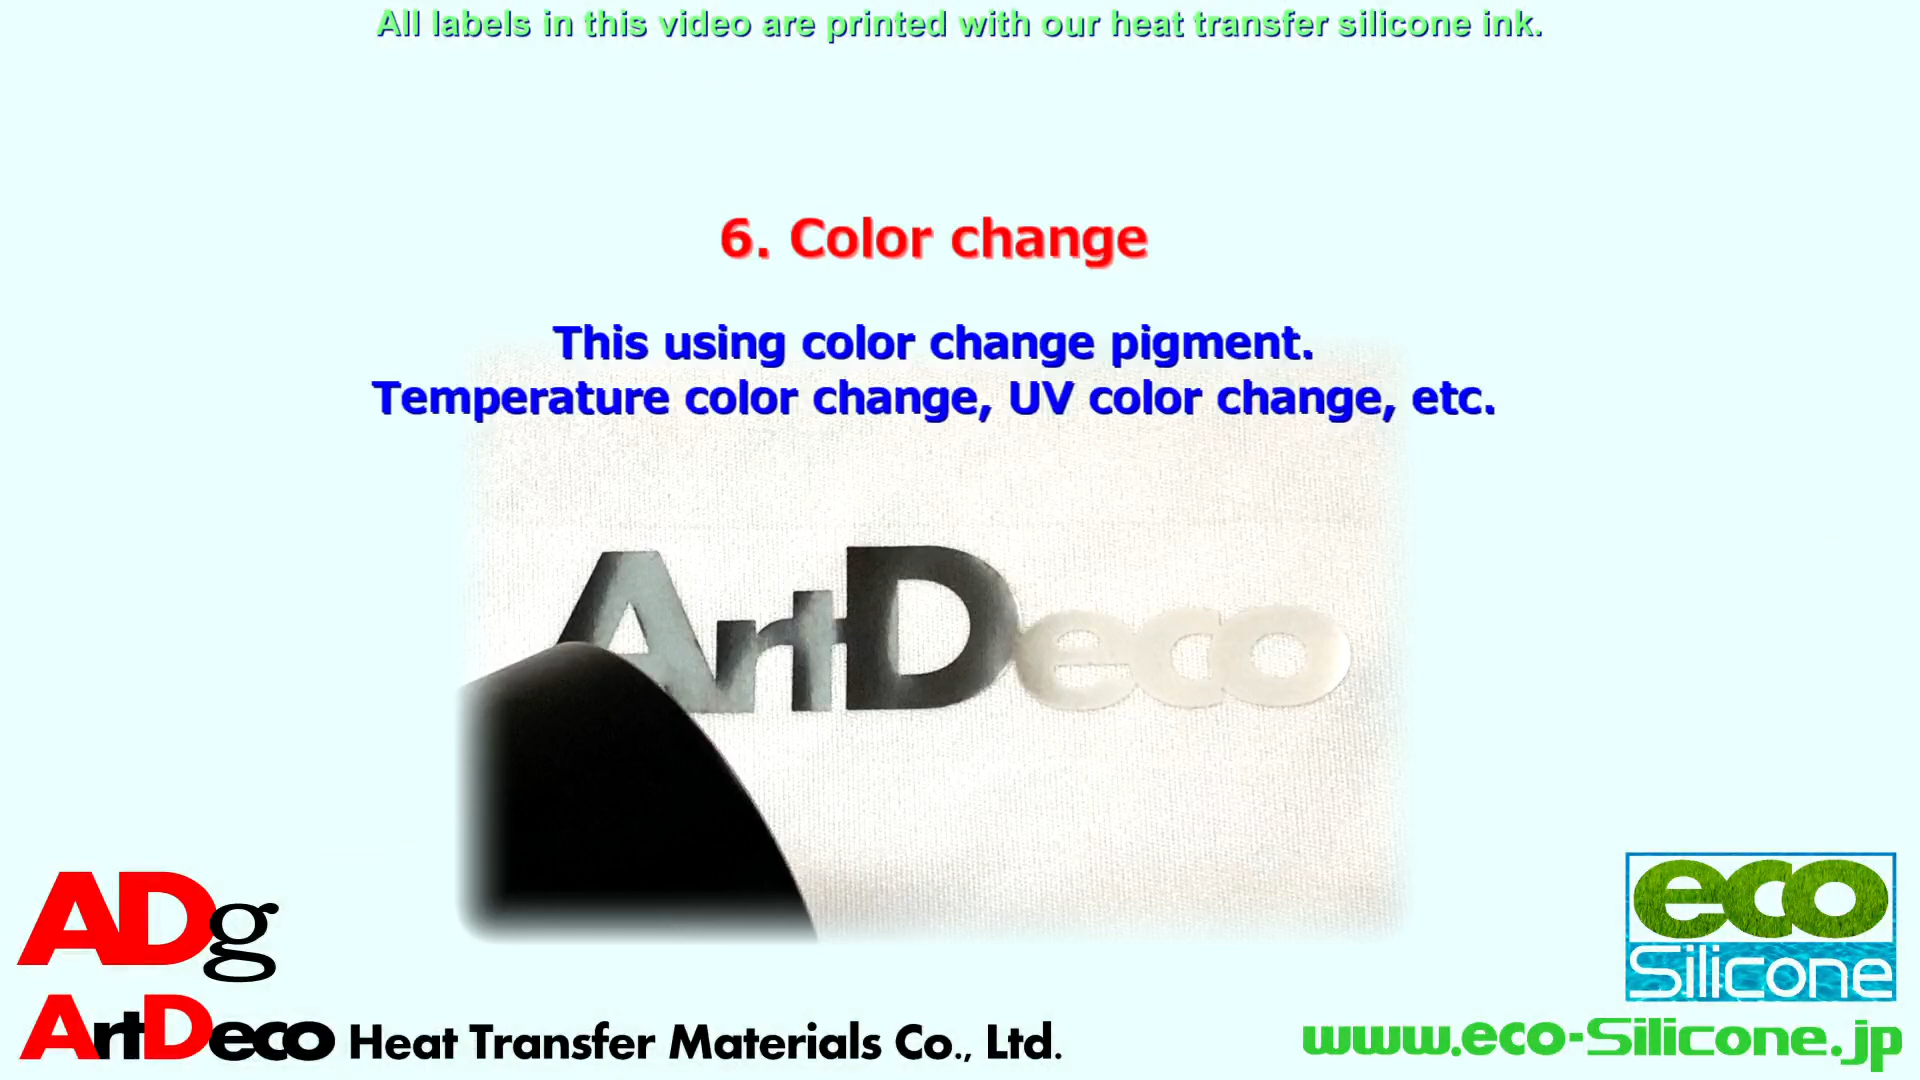 All labels in this video are printed with our heat transfer silicone ink.
6. Color change
This using color change pigment.
Temperature color change, UV color change, etc.
ArtDeco
ADg
ArtDeco Heat Transfer Materials Co., Ltd.
eco
Silicone
www.eco-Silicone.jp